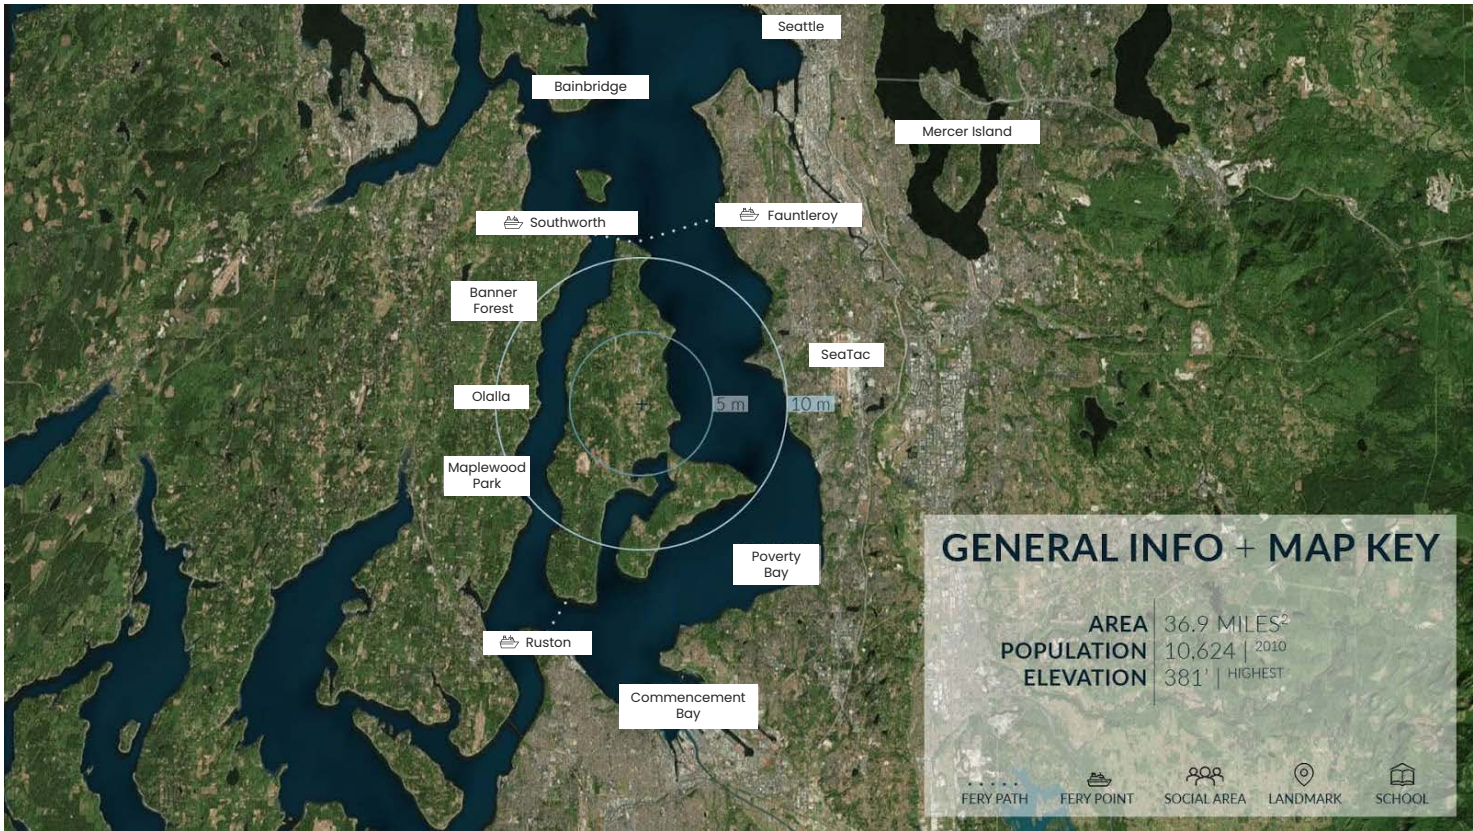 Seattle
Bainbridge
Mercer Island
Southworth
Fauntleroy
Banner
Forest
SeaTac
Olalla
5 m
10 m
Maplewood
Park
Poverty
Bay
Ruston
Commencement
Bay
GENERAL INFO + MAP KEY
AREA 36.9 MILES²
POPULATION 10,624 | 2010
ELEVATION 381' | HIGHEST
FERY PATH
FERY POINT
SOCIAL AREA
LANDMARK
SCHOOL